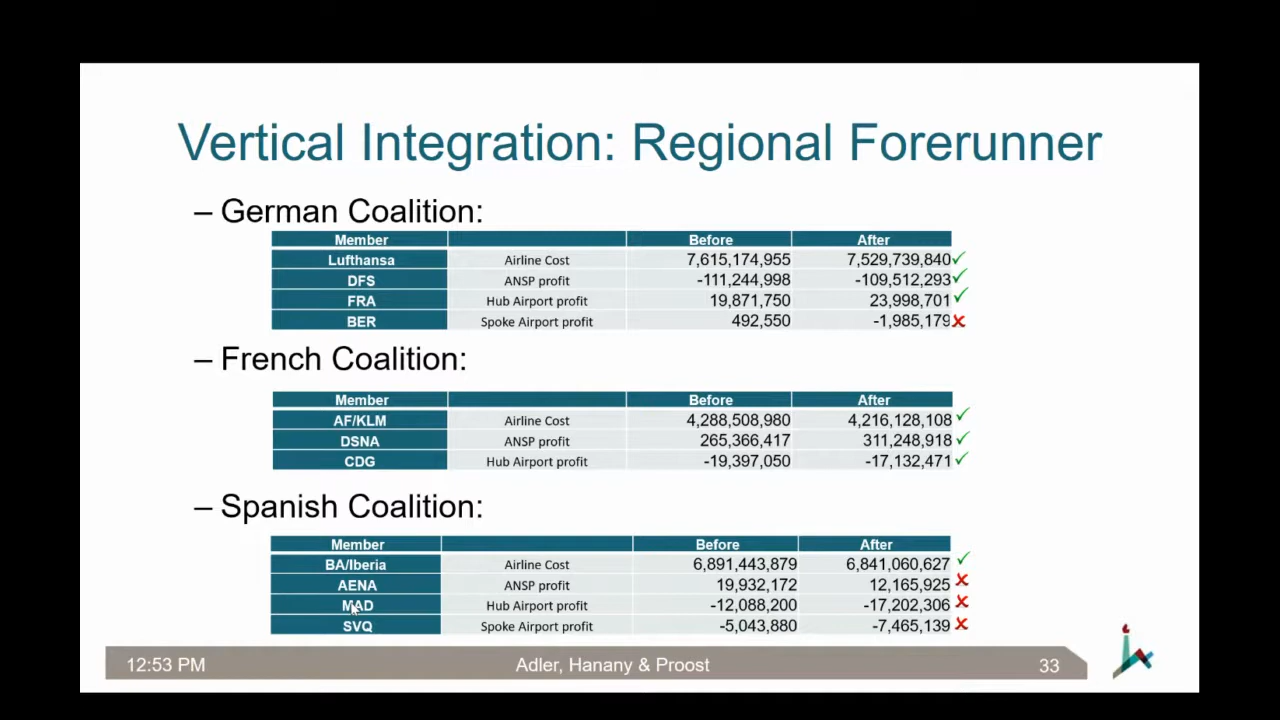 Vertical Integration: Regional Forerunner
– German Coalition:
Member Before After
Lufthansa Airline Cost 7,615,174,955 7,529,739,840✓
DFS ANSP profit -111,244,998 -109,512,293✓
FRA Hub Airport profit 19,871,750 23,998,701✓
BER Spoke Airport profit 492,550 -1,985,179✗
– French Coalition:
Member Before After
AF/KLM Airline Cost 4,288,508,980 4,216,128,108✓
DSNA ANSP profit 265,366,417 311,248,918✓
CDG Hub Airport profit -19,397,050 -17,132,471✓
– Spanish Coalition:
Member Before After
BA/Iberia Airline Cost 6,891,443,879 6,841,060,627✓
AENA ANSP profit 19,932,172 12,165,925✗
MAD Hub Airport profit -12,088,200 -17,202,306✗
SVQ Spoke Airport profit -5,043,880 -7,465,139✗
12:53 PM Adler, Hanany & Proost 33